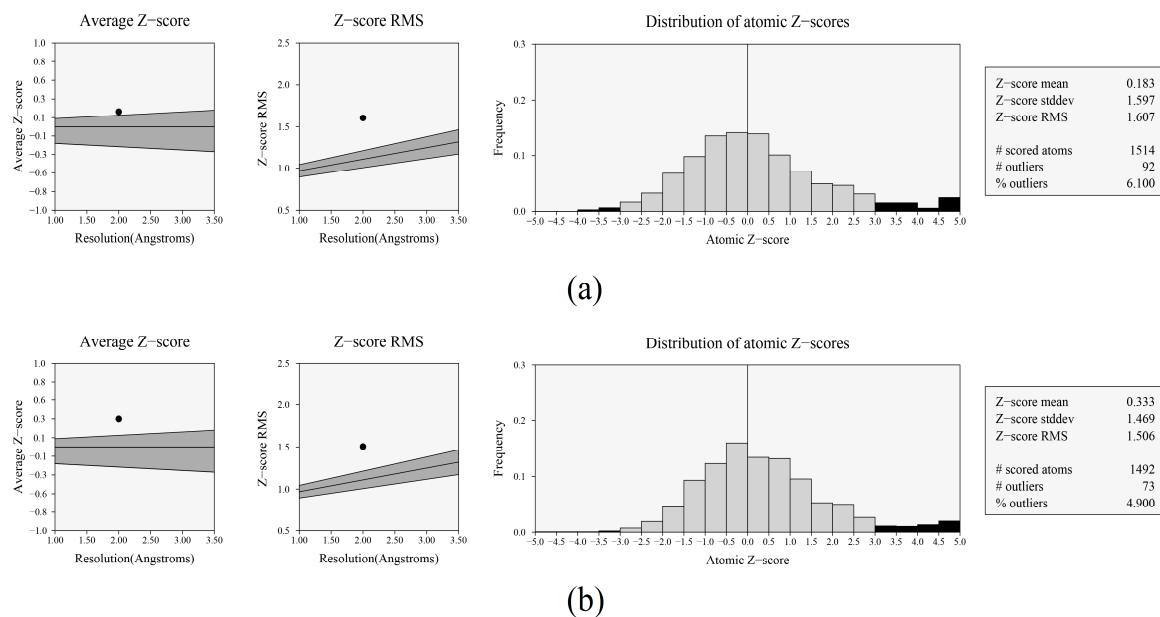 Average Z−score
Z−score RMS
Distribution of atomic Z−scores
1.0
0.8
0.6
0.3
0.1
−0.1
−0.3
−0.6
−0.8
−1.0
Average Z−score
1.00 1.50 2.00 2.50 3.00 3.50
Resolution(Angstroms)
2.5
2.0
1.5
1.0
0.5
Z−score RMS
1.00 1.50 2.00 2.50 3.00 3.50
Resolution(Angstroms)
0.3
0.2
0.1
0.0
Frequency
−5.0 −4.5 −4.0 −3.5 −3.0 −2.5 −2.0 −1.5 −1.0 −0.5 0.0 0.5 1.0 1.5 2.0 2.5 3.0 3.5 4.0 4.5 5.0
Atomic Z−score
Z−score mean 0.183
Z−score stddev 1.597
Z−score RMS 1.607
# scored atoms 1514
# outliers 92
% outliers 6.100
(a)
Average Z−score
Z−score RMS
Distribution of atomic Z−scores
1.0
0.8
0.6
0.3
0.1
−0.1
−0.3
−0.6
−0.8
−1.0
Average Z−score
1.00 1.50 2.00 2.50 3.00 3.50
Resolution(Angstroms)
2.5
2.0
1.5
1.0
0.5
Z−score RMS
1.00 1.50 2.00 2.50 3.00 3.50
Resolution(Angstroms)
0.3
0.2
0.1
0.0
Frequency
−5.0 −4.5 −4.0 −3.5 −3.0 −2.5 −2.0 −1.5 −1.0 −0.5 0.0 0.5 1.0 1.5 2.0 2.5 3.0 3.5 4.0 4.5 5.0
Atomic Z−score
Z−score mean 0.333
Z−score stddev 1.469
Z−score RMS 1.506
# scored atoms 1492
# outliers 73
% outliers 4.900
(b)